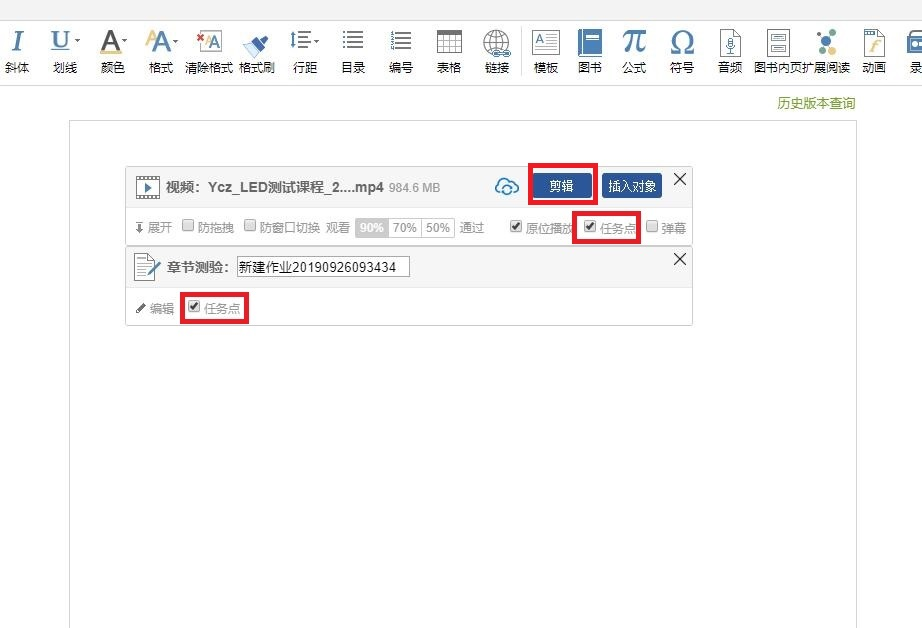 斜体 划线 颜色 格式 清除格式 格式刷 行距 目录 编号 表格 链接 模板 图书 公式 符号 音频 图书内页 扩展阅读 动画 录
历史版本查询
视频: Ycz_LED测试课程_2....mp4 984.6 MB 剪辑 插入对象
展开 防拖拽 防窗口切换 观看 90% 70% 50% 通过 原位播放 任务点 弹幕
章节测验: 新建作业20190926093434
编辑 任务点